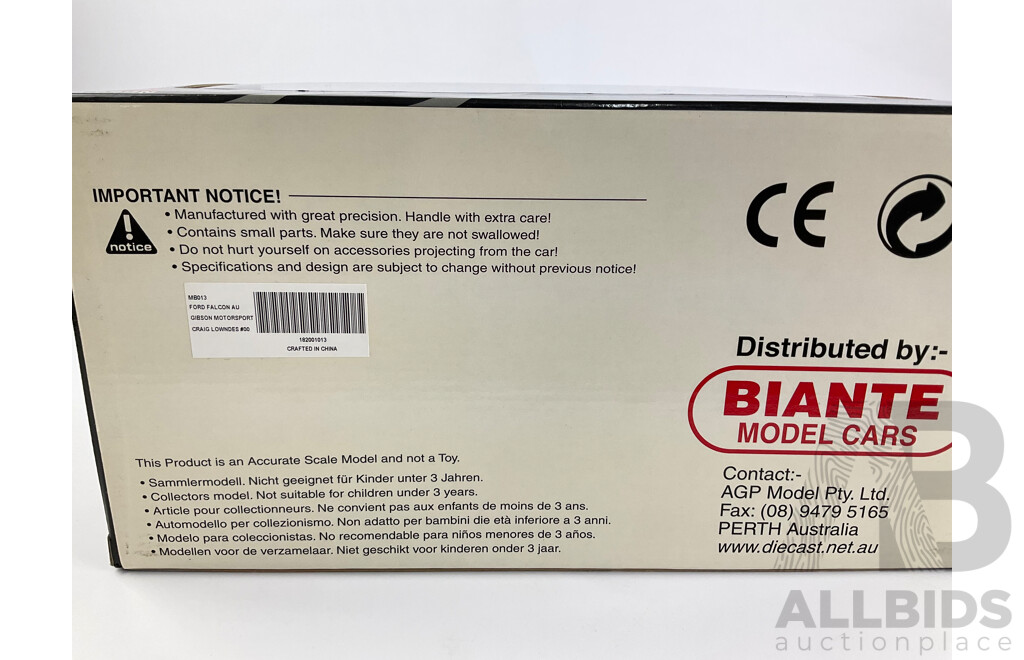 IMPORTANT NOTICE!
• Manufactured with great precision. Handle with extra care!
• Contains small parts. Make sure they are not swallowed!
• Do not hurt yourself on accessories projecting from the car!
• Specifications and design are subject to change without previous notice!
notice
CE
MB013
FORD FALCON AU
GIBSON MOTORSPORT
CRAIG LOWNDES #00
182001013
CRAFTED IN CHINA
Distributed by:-
BIANTE
MODEL CARS
Contact:-
AGP Model Pty. Ltd.
Fax: (08) 9479 5165
PERTH Australia
www.diecast.net.au
This Product is an Accurate Scale Model and not a Toy.
• Sammlermodell. Nicht geeignet für Kinder unter 3 Jahren.
• Collectors model. Not suitable for children under 3 years.
• Article pour collectionneurs. Ne convient pas aux enfants de moins de 3 ans.
• Automodello per collezionismo. Non adatto per bambini die età inferiore a 3 anni.
• Modelo para coleccionistas. No recomendable para niños menores de 3 años.
• Modellen voor de verzamelaar. Niet geschikt voor kinderen onder 3 jaar.
B
ALLBIDS
auctionplace